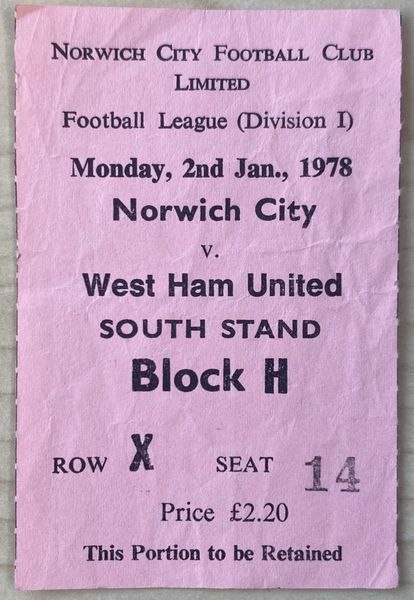 NORWICH CITY FOOTBALL CLUB
LIMITED
Football League (Division I)
Monday, 2nd Jan., 1978
Norwich City
v.
West Ham United
SOUTH STAND
Block H
ROW X SEAT 14
Price £2.20
This Portion to be Retained